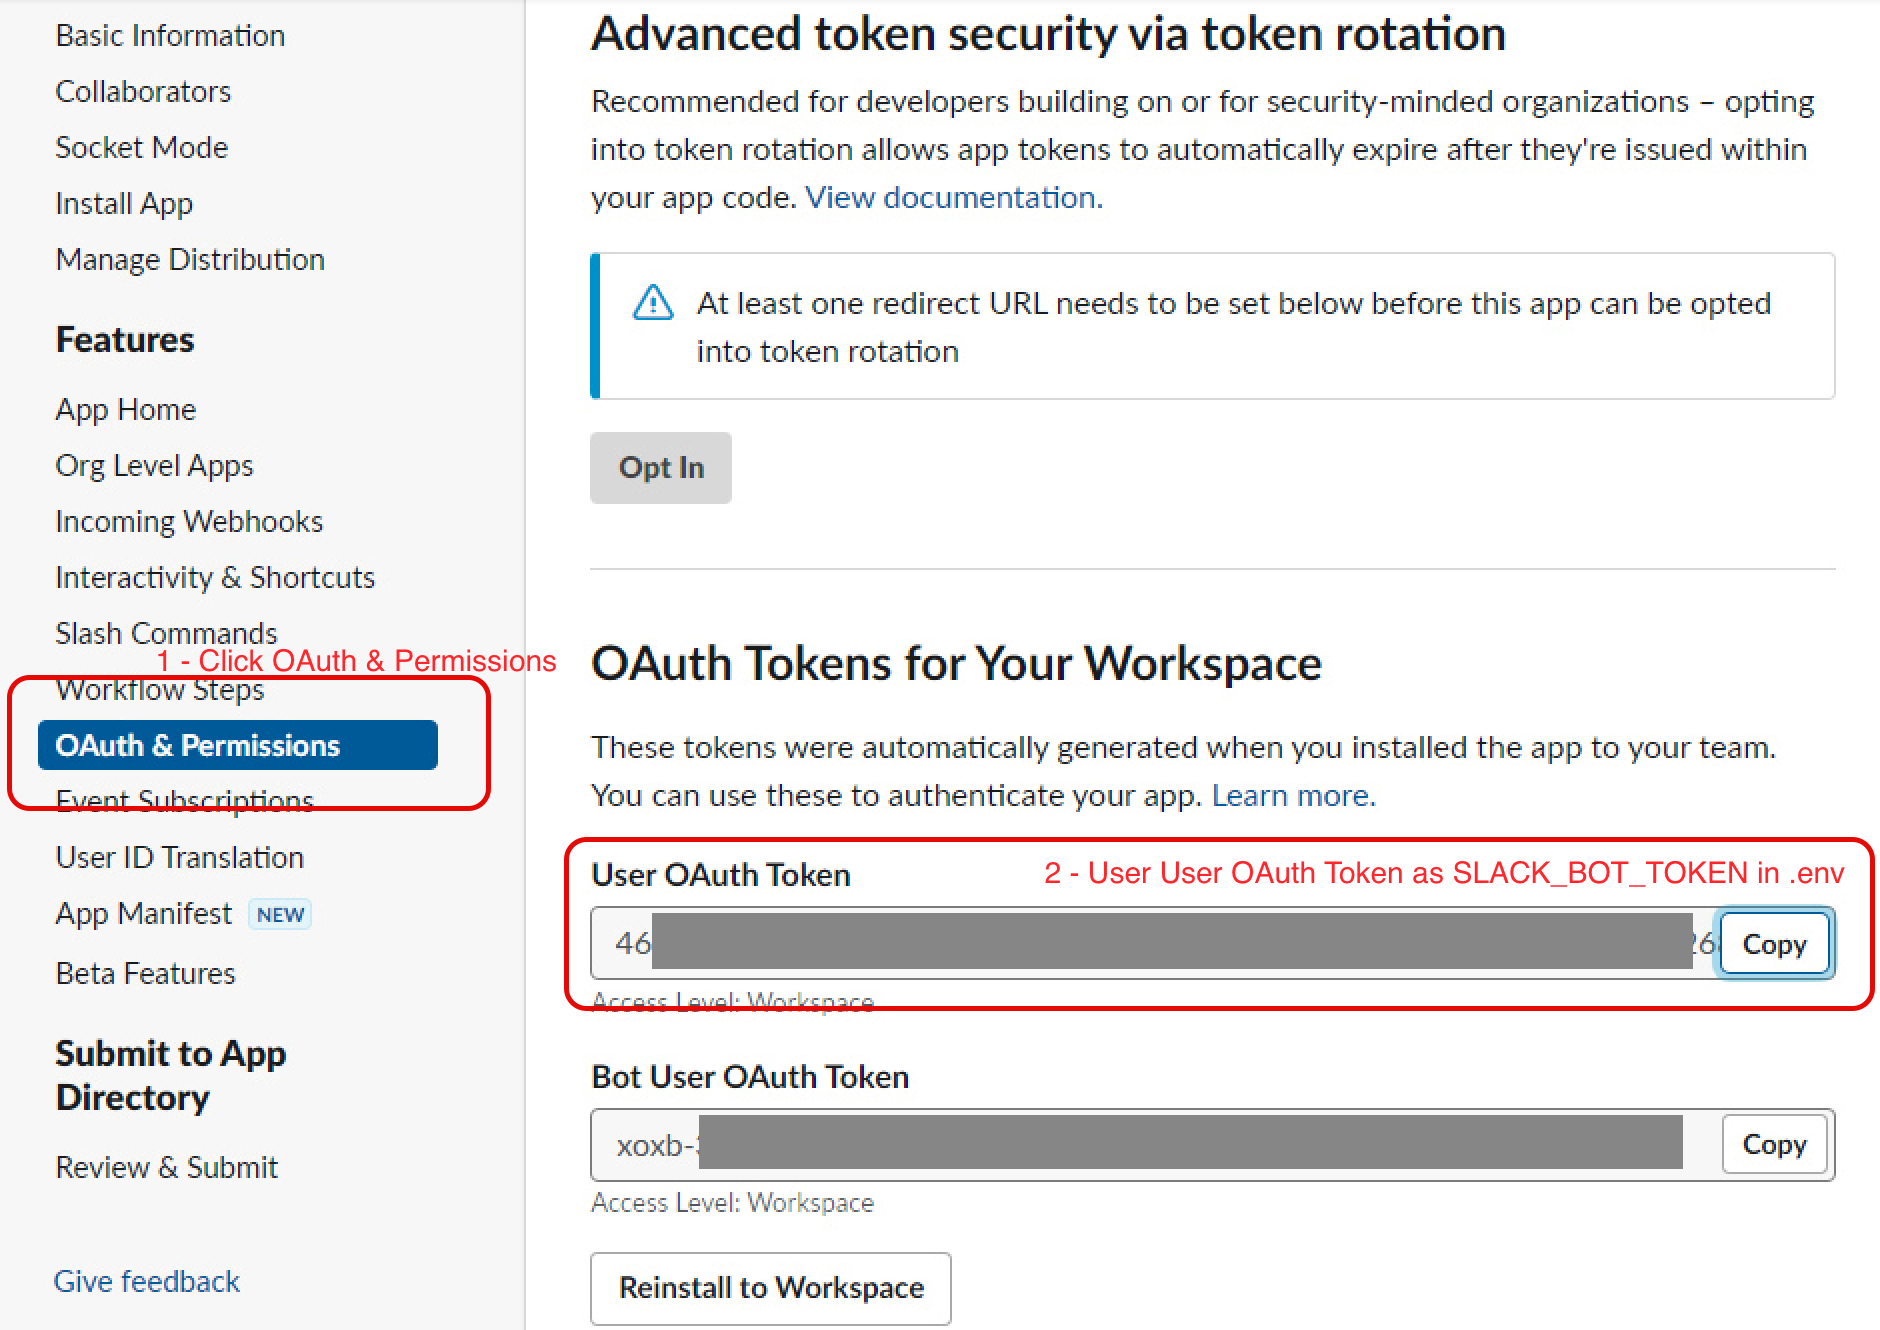 Basic Information
Collaborators
Socket Mode
Install App
Manage Distribution
Features
App Home
Org Level Apps
Incoming Webhooks
Interactivity & Shortcuts
Slash Commands
1 - Click OAuth & Permissions
Workflow Steps
OAuth & Permissions
Event Subscriptions
User ID Translation
App Manifest NEW
Beta Features
Submit to App
Directory
Review & Submit
Give feedback
Advanced token security via token rotation
Recommended for developers building on or for security-minded organizations – opting
into token rotation allows app tokens to automatically expire after they're issued within
your app code. View documentation.
At least one redirect URL needs to be set below before this app can be opted
into token rotation
Opt In
OAuth Tokens for Your Workspace
These tokens were automatically generated when you installed the app to your team.
You can use these to authenticate your app. Learn more.
User OAuth Token
2 - User User OAuth Token as SLACK_BOT_TOKEN in .env
46
Copy
Access Level: Workspace
Bot User OAuth Token
xoxb-
Copy
Access Level: Workspace
Reinstall to Workspace